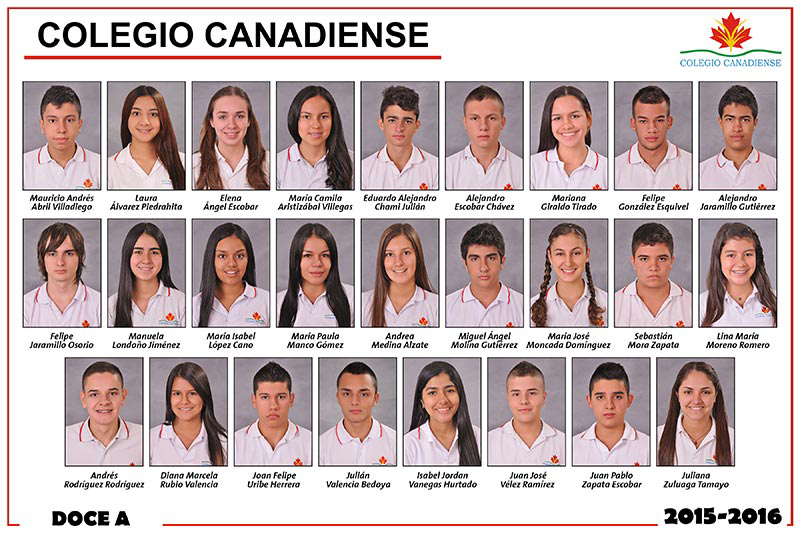 COLEGIO CANADIENSE
COLEGIO CANADIENSE
Mauricio Andrés
Abril Villadiego
Laura
Álvarez Piedrahita
Elena
Ángel Escobar
María Camila
Aristizábal Villegas
Eduardo Alejandro
Chami Jullán
Alejandro
Escobar Chávez
Mariana
Giraldo Tirado
Felipe
González Esquivel
Alejandro
Jaramillo Gutiérrez
Felipe
Jaramillo Osorio
Manuela
Londoño Jiménez
María Isabel
López Cano
Maria Paula
Manco Gómez
Andrea
Medina Alzate
Miguel Ángel
Molina Gutiérrez
María José
Moncada Domínguez
Sebastián
Mora Zapata
Lina María
Moreno Romero
Andrés
Rodríguez Rodríguez
Diana Marcela
Rubio Valencia
Joan Felipe
Uribe Herrera
Julián
Valencia Bedoya
Isabel Jordan
Vanegas Hurtado
Juan José
Vélez Ramírez
Juan Pablo
Zapata Escobar
Juliana
Zuluaga Tamayo
DOCE A
2015-2016